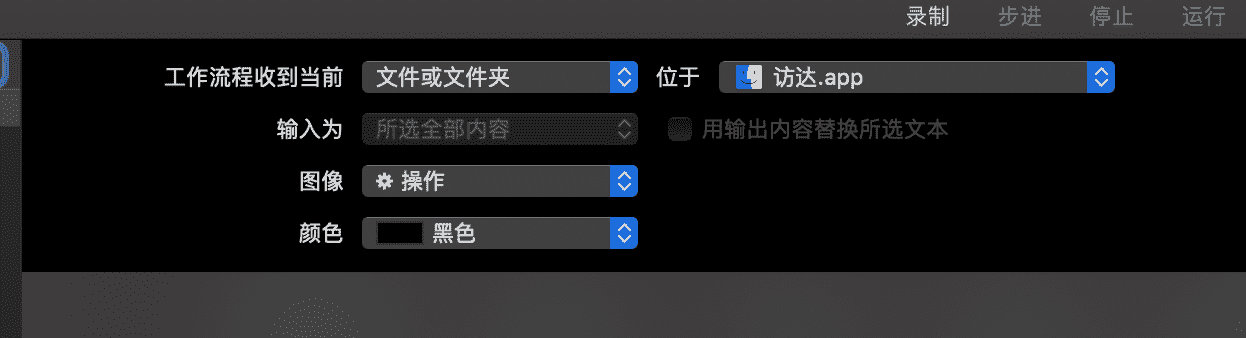 录制 步进 停止 运行
工作流程收到当前 文件或文件夹 位于 访达.app
输入为 所选全部内容 用输出内容替换所选文本
图像 操作
颜色 黑色